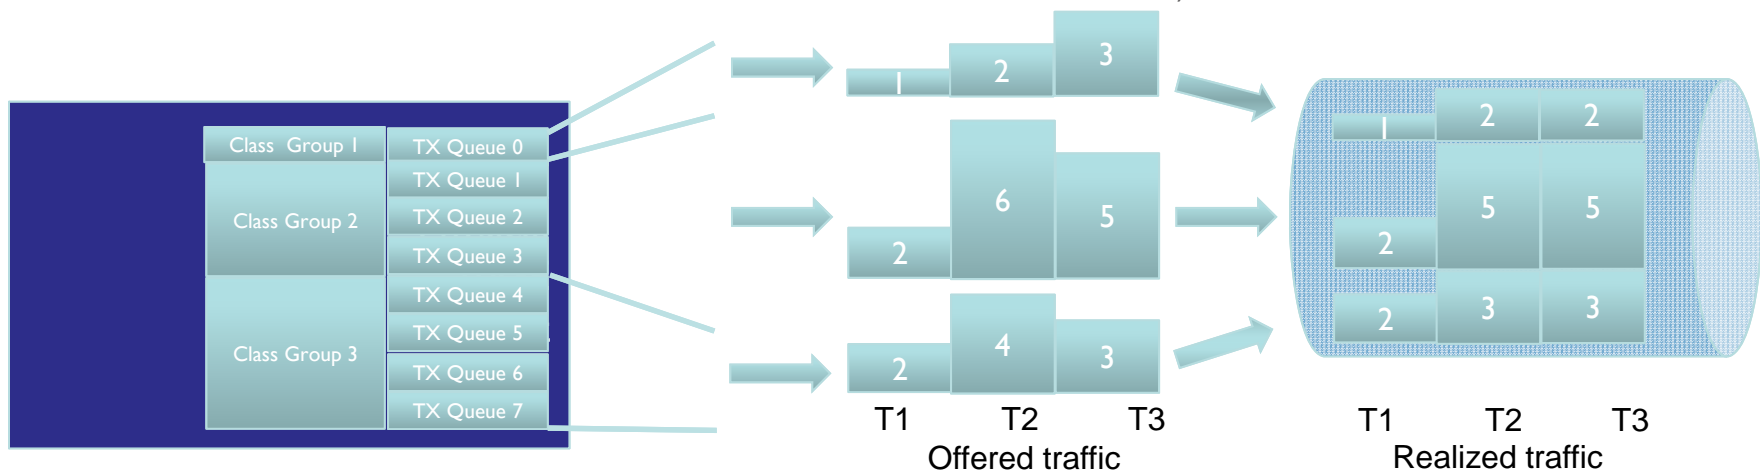 Class Group 1
Class Group 2
Class Group 3
TX Queue 0
TX Queue 1
TX Queue 2
TX Queue 3
TX Queue 4
TX Queue 5
TX Queue 6
TX Queue 7
1 2 3
2 6 5
2 4 3
T1 T2 T3
Offered traffic
1 2 2
2 5 5
2 3 3
T1 T2 T3
Realized traffic